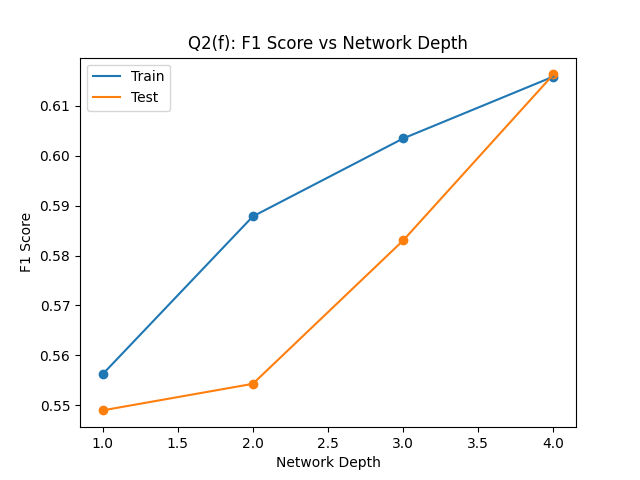 Q2(f): F1 Score vs Network Depth
Train
Test
F1 Score
0.61
0.60
0.59
0.58
0.57
0.56
0.55
1.0 1.5 2.0 2.5 3.0 3.5 4.0
Network Depth